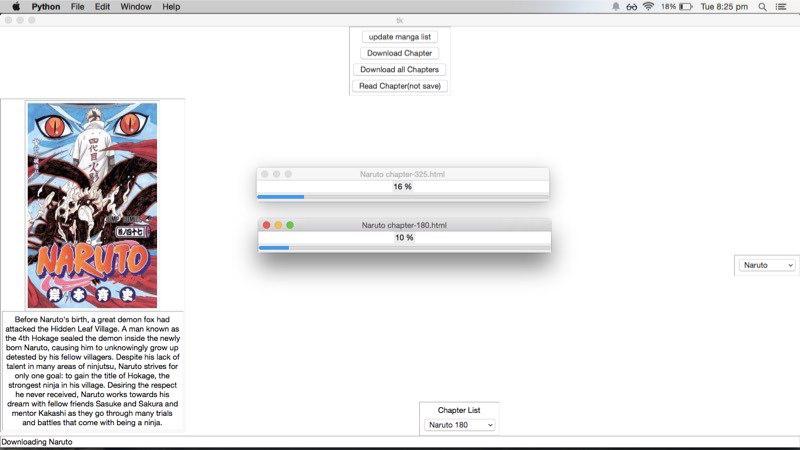 Python File Edit Window Help
18% Tue 8:25 pm
tk
update manga list
Download Chapter
Download all Chapters
Read Chapter(not save)
四代目火影
巻ノ四十七
NARUTO
岸本斉史
Naruto chapter-325.html
16 %
Naruto chapter-180.html
10 %
Naruto
Before Naruto's birth, a great demon fox had
attacked the Hidden Leaf Village. A man known as
the 4th Hokage sealed the demon inside the newly
born Naruto, causing him to unknowingly grow up
detested by his fellow villagers. Despite his lack of
talent in many areas of ninjutsu, Naruto strives for
only one goal: to gain the title of Hokage, the
strongest ninja in his village. Desiring the respect
he never received, Naruto works towards his
dream with fellow friends Sasuke and Sakura and
mentor Kakashi as they go through many trials
and battles that come with being a ninja.
Chapter List
Naruto 180
Downloading Naruto